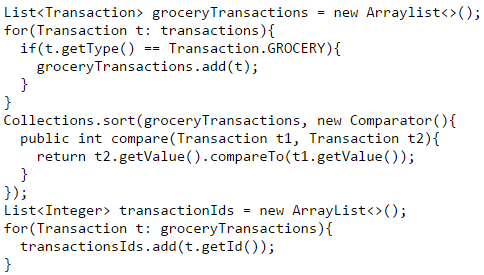 List<Transaction> groceryTransactions = new Arraylist<>();
for(Transaction t: transactions){
  if(t.getType() == Transaction.GROCERY){
    groceryTransactions.add(t);
  }
}
Collections.sort(groceryTransactions, new Comparator(){
  public int compare(Transaction t1, Transaction t2){
    return t2.getValue().compareTo(t1.getValue());
  }
});
List<Integer> transactionIds = new ArrayList<>();
for(Transaction t: groceryTransactions){
  transactionsIds.add(t.getId());
}